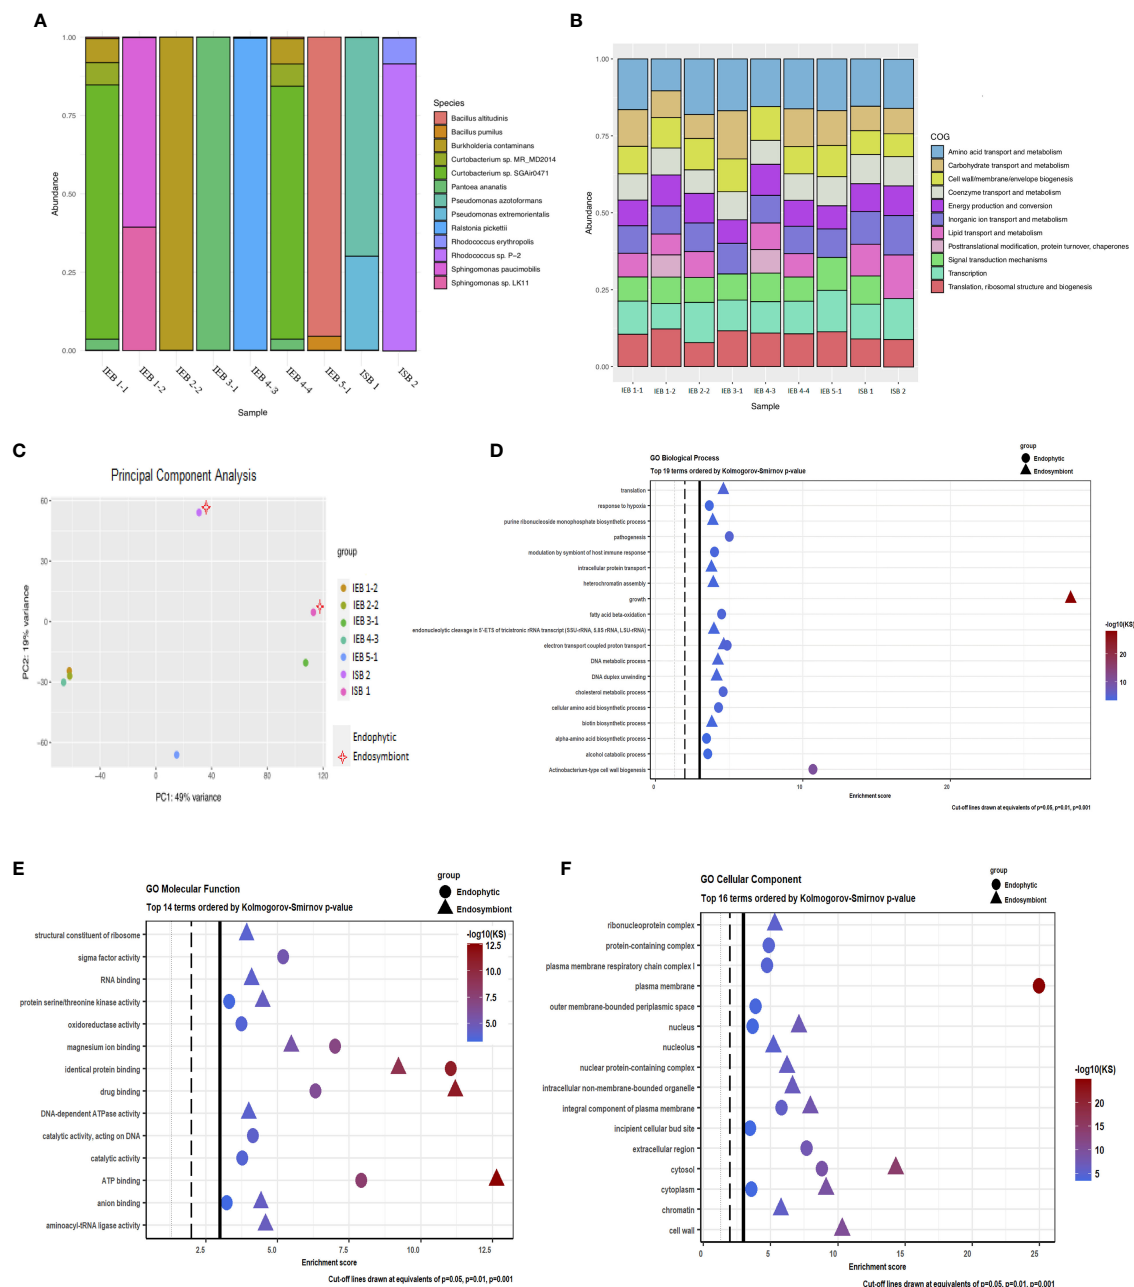 A
1.00
0.75
0.50
0.25
0.00
Abundance
IEB 1-1
IEB 1-2
IEB 2-2
IEB 3-1
IEB 4-3
IEB 4-4
IEB 5-1
ISB 1
ISB 2
Sample
Species
Bacillus altitudinis
Bacillus pumilus
Burkholderia contaminans
Curtobacterium sp. MR_MD2014
Curtobacterium sp. SGAir0471
Pantoea ananatis
Pseudomonas azotoformans
Pseudomonas extremorientalis
Ralstonia pickettii
Rhodococcus erythropolis
Rhodococcus sp. P-2
Sphingomonas paucimobilis
Sphingomonas sp. LK11
B
1.00
0.75
0.50
0.25
0.00
Abundance
IEB 1-1
IEB 1-2
IEB 2-2
IEB 3-1
IEB 4-3
IEB 4-4
IEB 5-1
ISB 1
ISB 2
Sample
COG
Amino acid transport and metabolism
Carbohydrate transport and metabolism
Cell wall/membrane/envelope biogenesis
Coenzyme transport and metabolism
Energy production and conversion
Inorganic ion transport and metabolism
Lipid transport and metabolism
Posttranslational modification, protein turnover, chaperones
Signal transduction mechanisms
Transcription
Translation, ribosomal structure and biogenesis
C
Principal Component Analysis
60
30
0
-30
-60
PC2: 19% variance
-40
0
40
80
120
PC1: 49% variance
group
IEB 1-2
IEB 2-2
IEB 3-1
IEB 4-3
IEB 5-1
ISB 2
ISB 1
Endophytic
Endosymbiont
D
GO Biological Process
Top 19 terms ordered by Kolmogorov-Smirnov p-value
group
Endophytic
Endosymbiont
translation
response to hypoxia
purine ribonucleoside monophosphate biosynthetic process
pathogenesis
modulation by symbiont of host immune response
intracellular protein transport
heterochromatin assembly
growth
fatty acid beta-oxidation
endonucleolytic cleavage in 5'-ETS of tricistronic rRNA transcript (SSU-rRNA, 5.8S rRNA, LSU-rRNA)
electron transport coupled proton transport
DNA metabolic process
DNA duplex unwinding
cholesterol metabolic process
cellular amino acid biosynthetic process
biotin biosynthetic process
alpha-amino acid biosynthetic process
alcohol catabolic process
Actinobacterium-type cell wall biogenesis
0
10
20
Enrichment score
Cut-off lines drawn at equivalents of p=0.05, p=0.01, p=0.001
-log10(KS)
20
10
E
GO Molecular Function
Top 14 terms ordered by Kolmogorov-Smirnov p-value
group
Endophytic
Endosymbiont
structural constituent of ribosome
sigma factor activity
RNA binding
protein serine/threonine kinase activity
oxidoreductase activity
magnesium ion binding
identical protein binding
drug binding
DNA-dependent ATPase activity
catalytic activity, acting on DNA
catalytic activity
ATP binding
anion binding
aminoacyl-tRNA ligase activity
2.5
5.0
7.5
10.0
12.5
Enrichment score
Cut-off lines drawn at equivalents of p=0.05, p=0.01, p=0.001
-log10(KS)
12.5
10.0
7.5
5.0
F
GO Cellular Component
Top 16 terms ordered by Kolmogorov-Smirnov p-value
group
Endophytic
Endosymbiont
ribonucleoprotein complex
protein-containing complex
plasma membrane respiratory chain complex I
plasma membrane
outer membrane-bounded periplasmic space
nucleus
nucleolus
nuclear protein-containing complex
intracellular non-membrane-bounded organelle
integral component of plasma membrane
incipient cellular bud site
extracellular region
cytosol
cytoplasm
chromatin
cell wall
0
5
10
15
20
25
Enrichment score
Cut-off lines drawn at equivalents of p=0.05, p=0.01, p=0.001
-log10(KS)
20
15
10
5